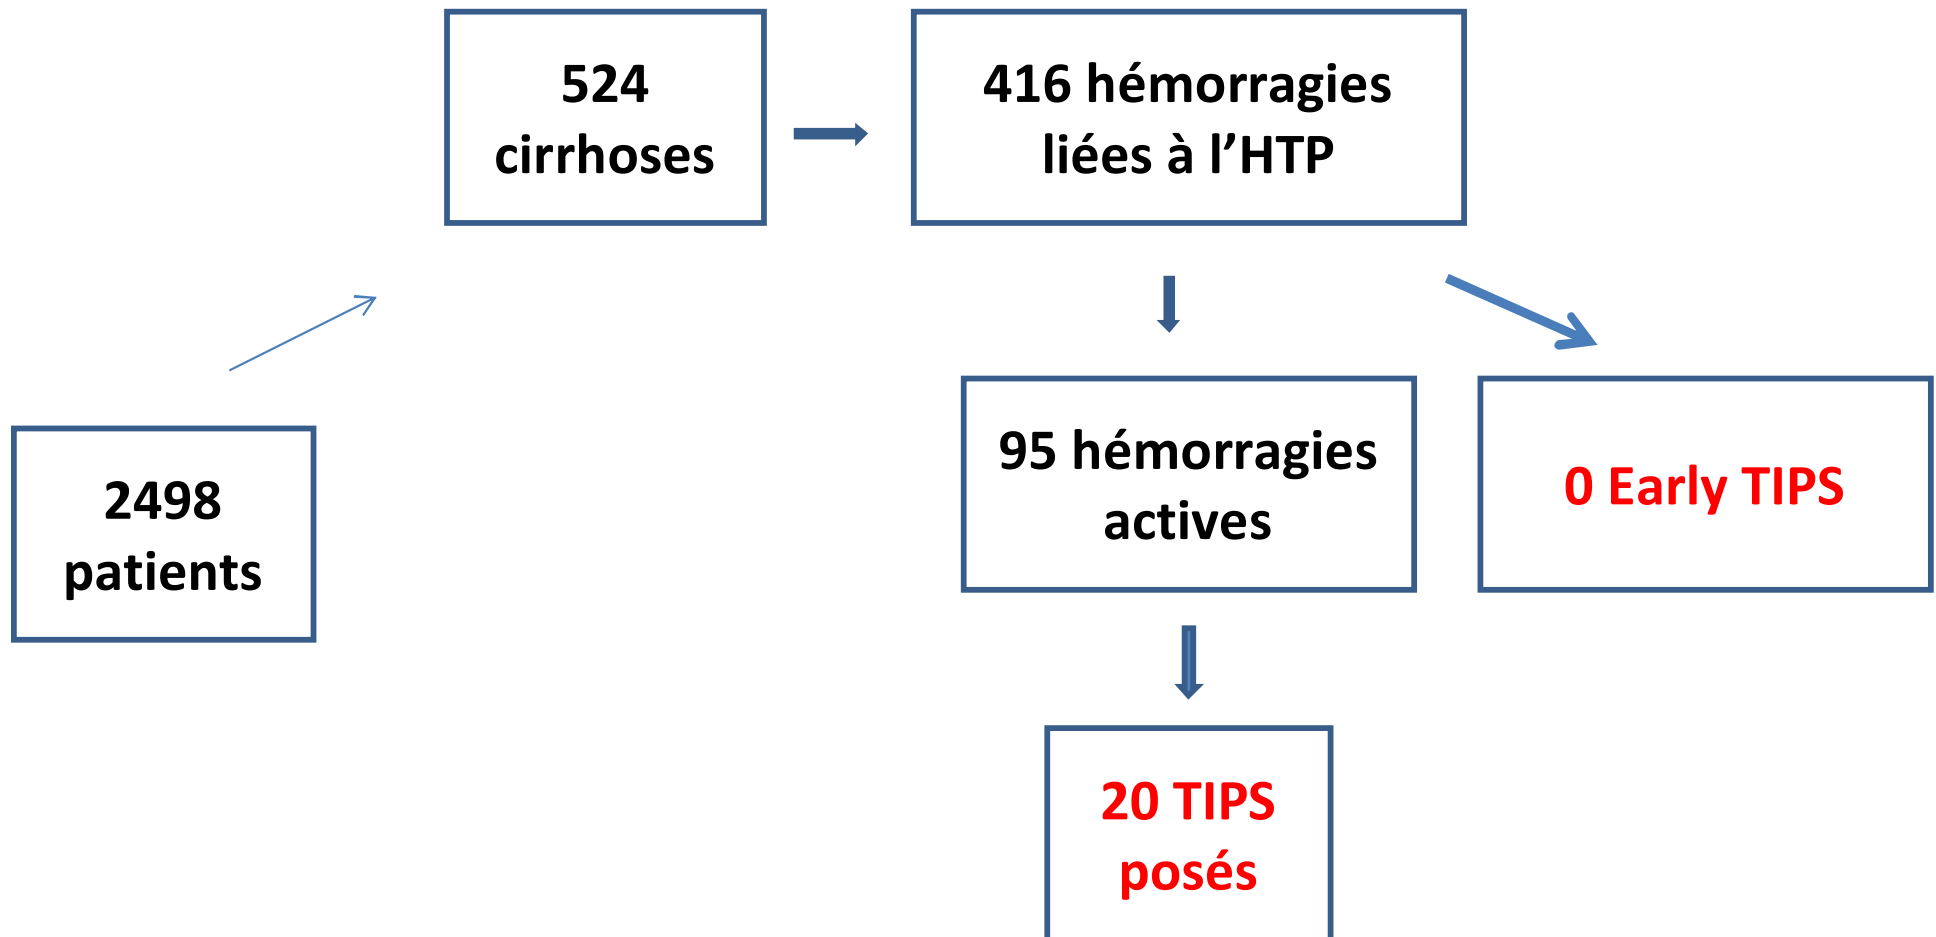 524
cirrhoses
416 hémorragies
liées à l’HTP
2498
patients
95 hémorragies
actives
0 Early TIPS
20 TIPS
posés